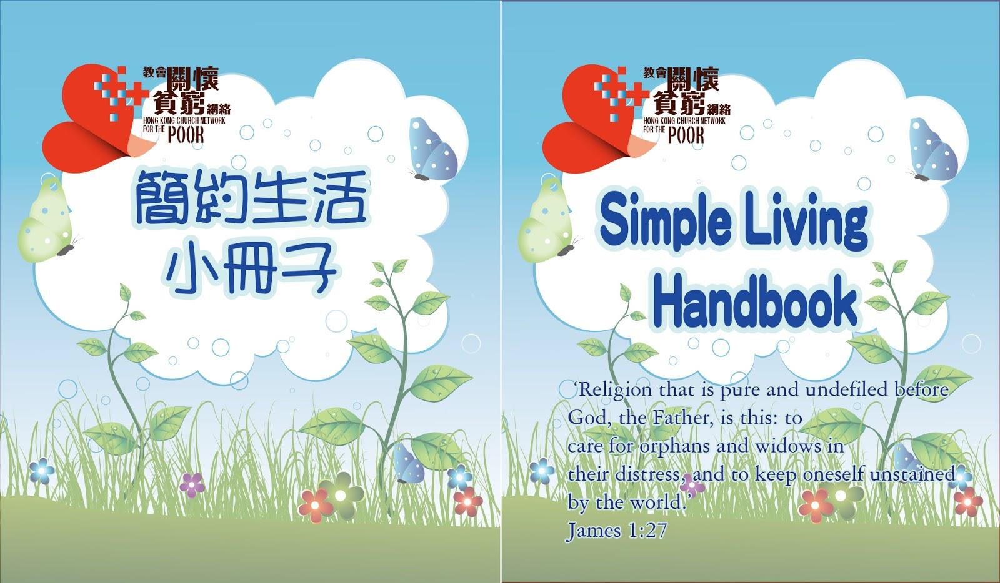 教會關懷
貧窮網絡
HONG KONG CHURCH NETWORK
FOR THE POOR
簡約生活
小冊子
教會關懷
貧窮網絡
HONG KONG CHURCH NETWORK
FOR THE POOR
Simple Living
Handbook
‘Religion that is pure and undefiled before
God, the Father, is this: to
care for orphans and widows in
their distress, and to keep oneself unstained
by the world.’
James 1:27